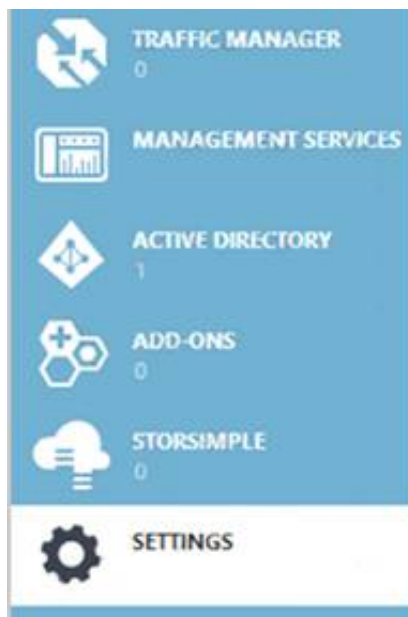 TRAFFIC MANAGER
0
MANAGEMENT SERVICES
ACTIVE DIRECTORY
1
ADD-ONS
0
STORSIMPLE
0
SETTINGS